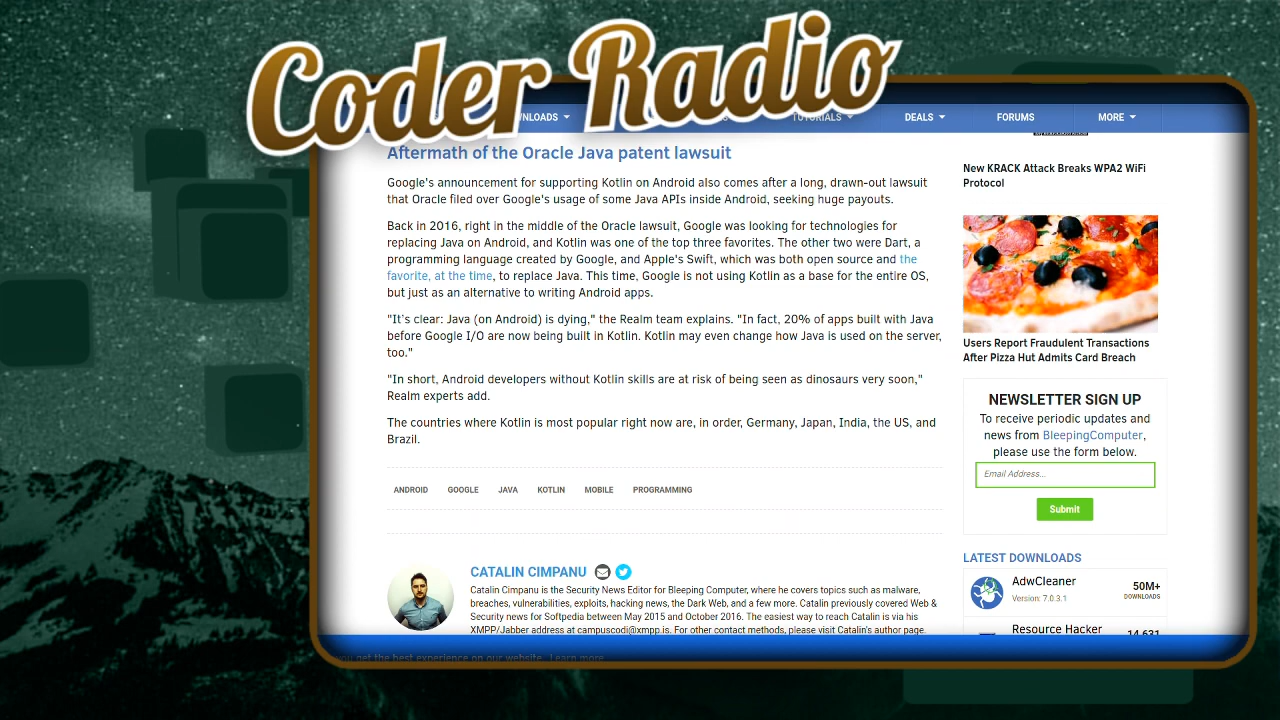 Coder Radio
TUTORIALS
DEALS
FORUMS
MORE
Aftermath of the Oracle Java patent lawsuit
Google's announcement for supporting Kotlin on Android also comes after a long, drawn-out lawsuit
that Oracle filed over Google's usage of some Java APIs inside Android, seeking huge payouts.
Back in 2016, right in the middle of the Oracle lawsuit, Google was looking for technologies for
replacing Java on Android, and Kotlin was one of the top three favorites. The other two were Dart, a
programming language created by Google, and Apple's Swift, which was both open source and the
favorite, at the time, to replace Java. This time, Google is not using Kotlin as a base for the entire OS,
but just as an alternative to writing Android apps.
"It's clear: Java (on Android) is dying," the Realm team explains. "In fact, 20% of apps built with Java
before Google I/O are now being built in Kotlin. Kotlin may even change how Java is used on the server,
too."
"In short, Android developers without Kotlin skills are at risk of being seen as dinosaurs very soon,"
Realm experts add.
The countries where Kotlin is most popular right now are, in order, Germany, Japan, India, the US, and
Brazil.
ANDROID GOOGLE JAVA KOTLIN MOBILE PROGRAMMING
CATALIN CIMPANU
Catalin Cimpanu is the Security News Editor for Bleeping Computer, where he covers topics such as malware,
breaches, vulnerabilities, exploits, hacking news, the Dark Web, and a few more. Catalin previously covered Web &
Security news for Softpedia between May 2015 and October 2016. The easiest way to reach Catalin is via his
XMPP/Jabber address at campuscodi@xmpp.is. For other contact methods, please visit Catalin's author page.
New KRACK Attack Breaks WPA2 WiFi
Protocol
Users Report Fraudulent Transactions
After Pizza Hut Admits Card Breach
NEWSLETTER SIGN UP
To receive periodic updates and
news from BleepingComputer,
please use the form below.
Email Address...
Submit
LATEST DOWNLOADS
AdwCleaner
Version: 7.0.3.1
50M+
DOWNLOADS
Resource Hacker
14,631
you get the best experience on our website. Learn more